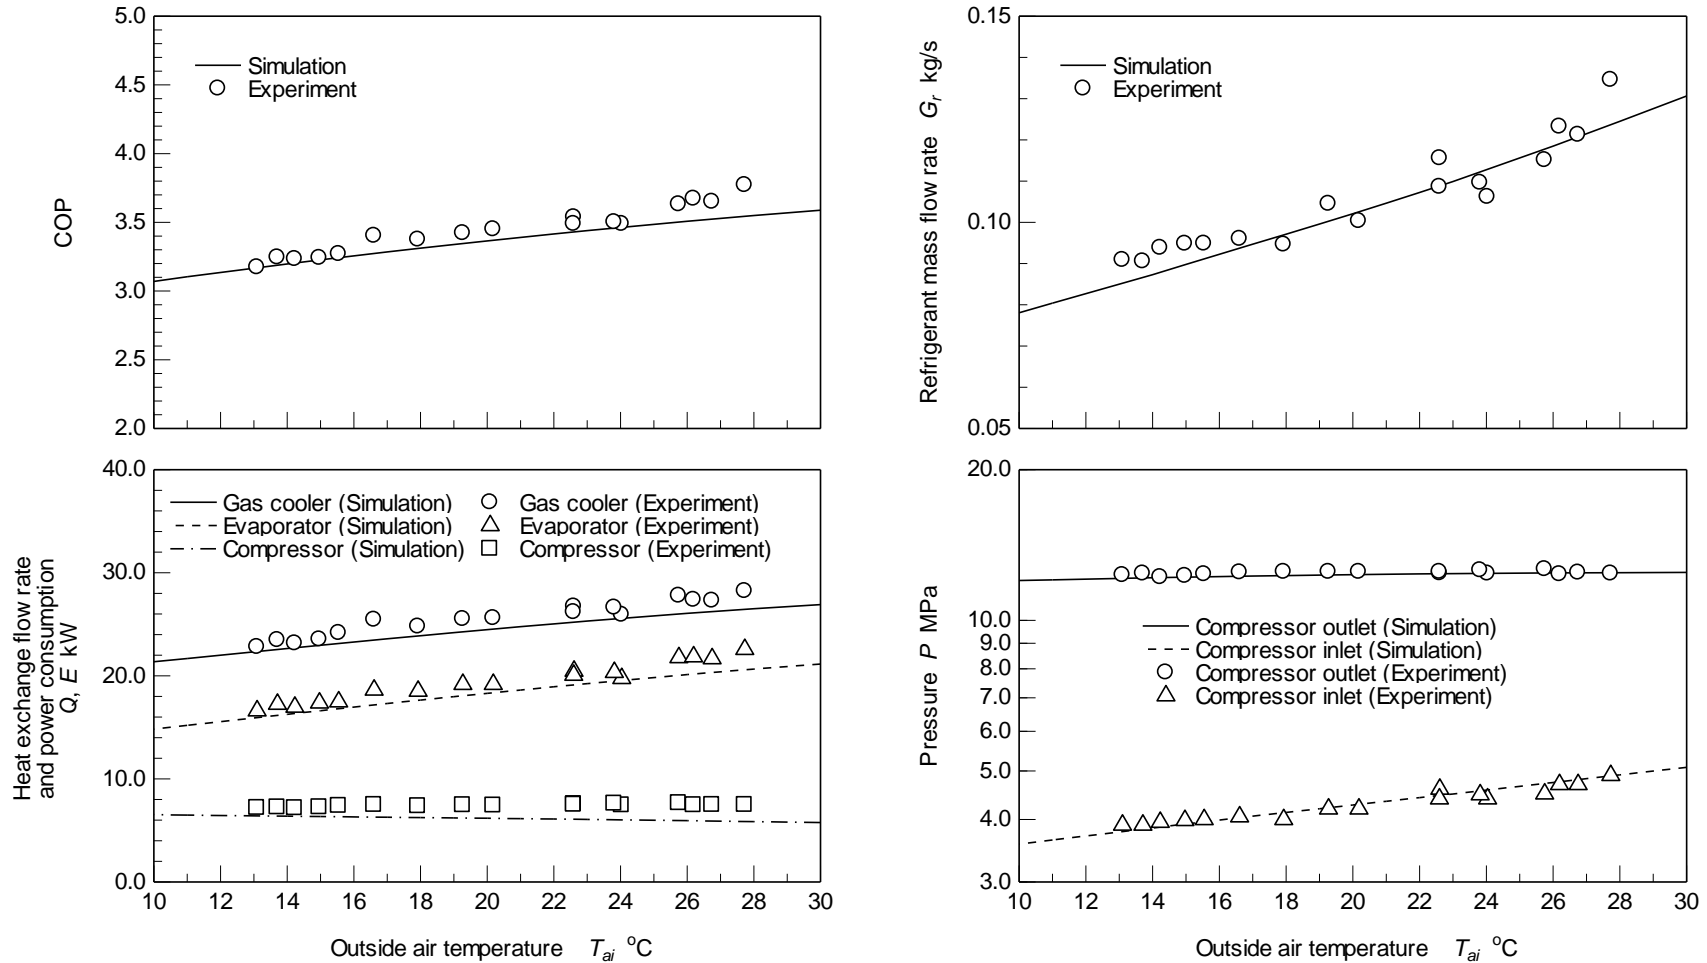 5.0
4.5
4.0
3.5
3.0
2.5
2.0
COP
Simulation
Experiment
0.15
0.10
0.05
Refrigerant mass flow rate G_r kg/s
Simulation
Experiment
40.0
30.0
20.0
10.0
0.0
Heat exchange flow rate
and power consumption
Q, E kW
Gas cooler (Simulation) Gas cooler (Experiment)
Evaporator (Simulation) Evaporator (Experiment)
Compressor (Simulation) Compressor (Experiment)
10 12 14 16 18 20 22 24 26 28 30
Outside air temperature T_ai °C
20.0
10.0
9.0
8.0
7.0
6.0
5.0
4.0
3.0
Pressure P MPa
Compressor outlet (Simulation)
Compressor inlet (Simulation)
Compressor outlet (Experiment)
Compressor inlet (Experiment)
10 12 14 16 18 20 22 24 26 28 30
Outside air temperature T_ai °C